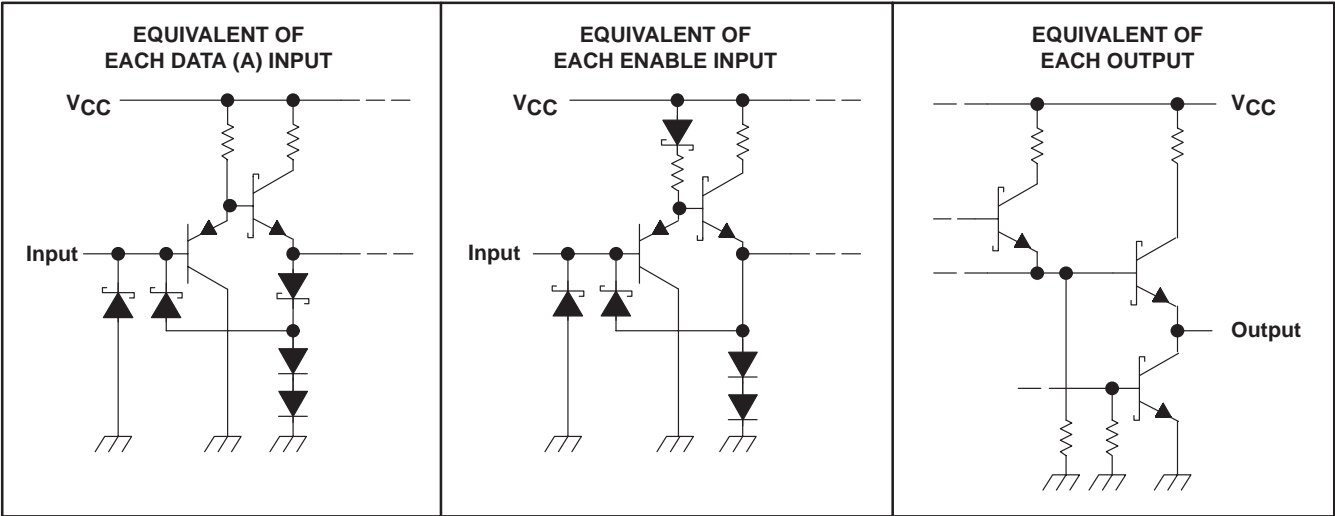 EQUIVALENT OF
EACH DATA (A) INPUT
VCC
Input
EQUIVALENT OF
EACH ENABLE INPUT
VCC
Input
EQUIVALENT OF
EACH OUTPUT
VCC
Output